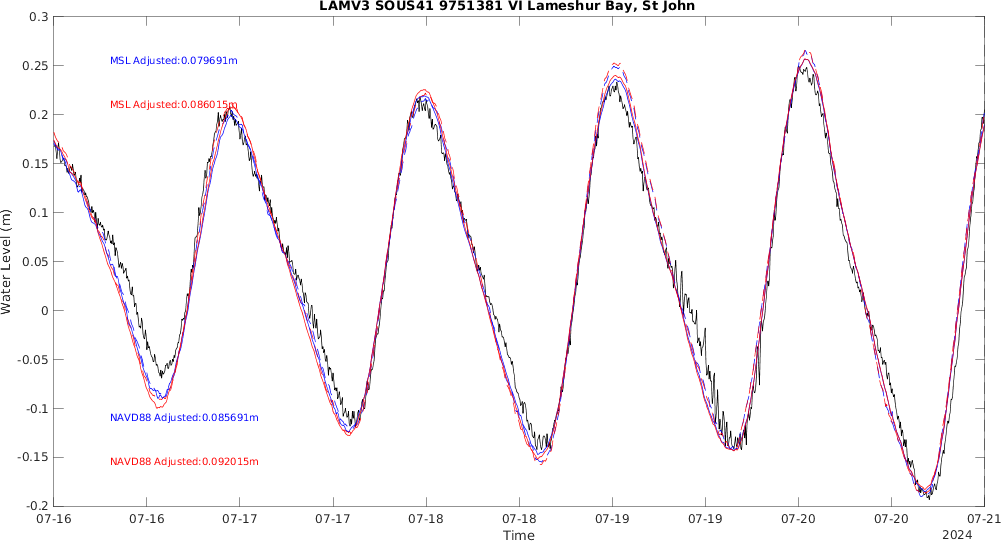 LAMV3 SOUS41 9751381 VI Lameshur Bay, St John
0.3
0.25
0.2
0.15
0.1
0.05
0
-0.05
-0.1
-0.15
-0.2
Water Level (m)
MSL Adjusted:0.079691m
MSL Adjusted:0.086015m
NAVD88 Adjusted:0.085691m
NAVD88 Adjusted:0.092015m
07-16 07-16 07-17 07-17 07-18 07-18 07-19 07-19 07-20 07-20 07-21
Time
2024